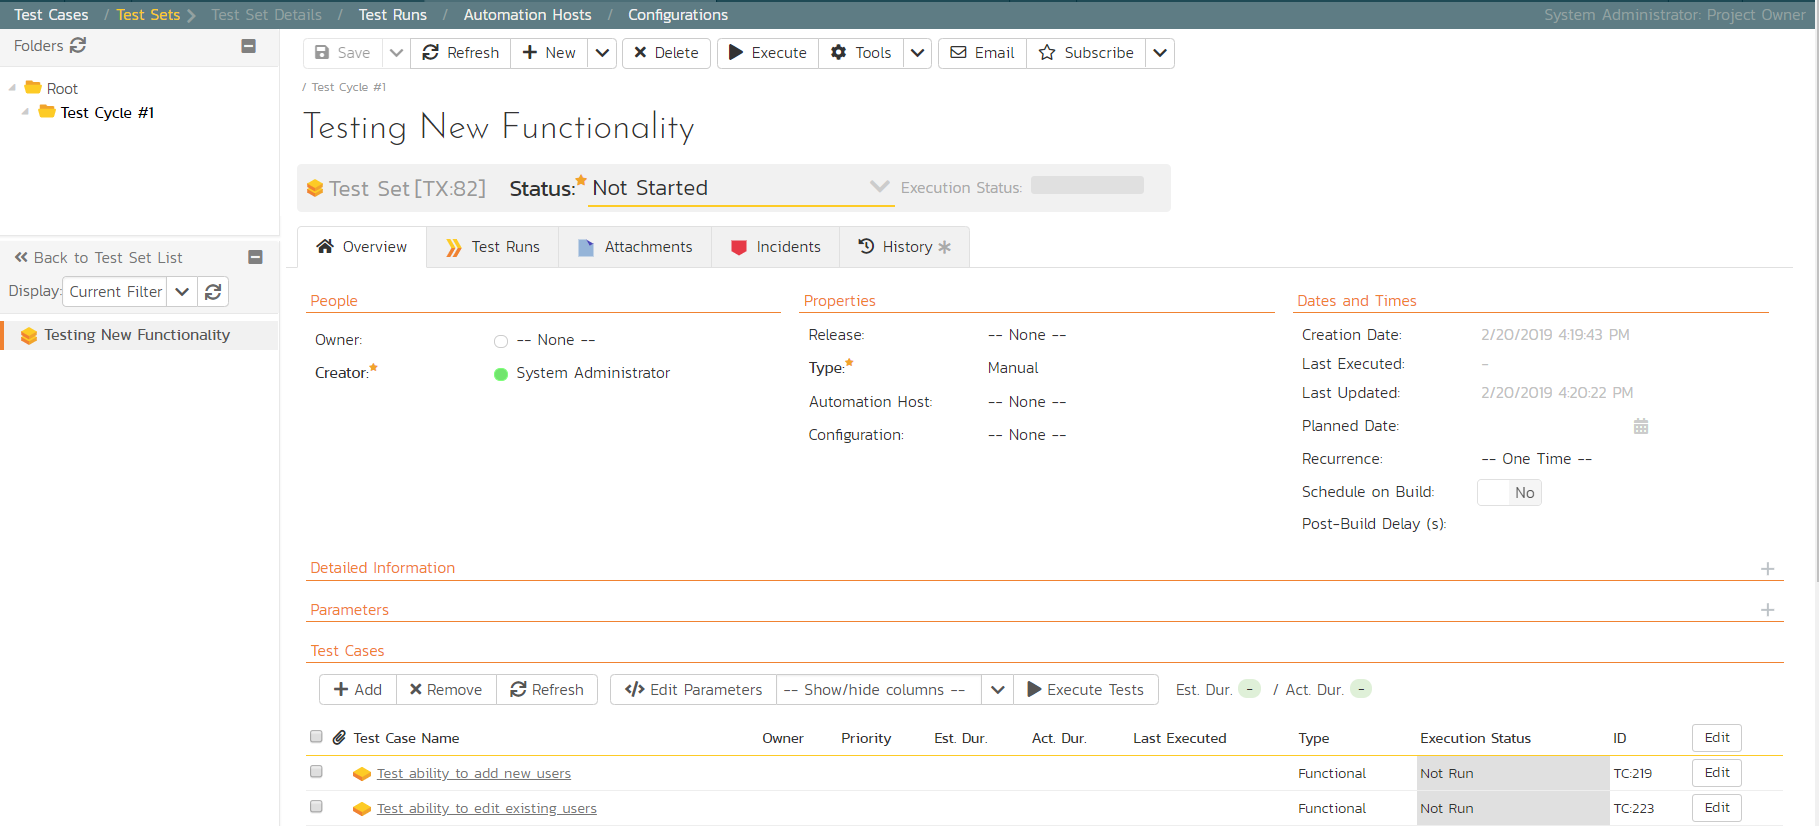 Test Cases / Test Sets Test Set Details / Test Runs / Automation Hosts / Configurations System Administrator: Project Owner
Folders
Root
Test Cycle #1
Back to Test Set List
Display: Current Filter
Testing New Functionality
Save Refresh New Delete Execute Tools Email Subscribe
/ Test Cycle #1
Testing New Functionality
Test Set [TX:82] Status: Not Started Execution Status:
Overview Test Runs Attachments Incidents History
People
Owner: -- None --
Creator: System Administrator
Properties
Release: -- None --
Type: Manual
Automation Host: -- None --
Configuration: -- None --
Dates and Times
Creation Date: 2/20/2019 4:19:43 PM
Last Executed: -
Last Updated: 2/20/2019 4:20:22 PM
Planned Date:
Recurrence: -- One Time --
Schedule on Build: No
Post-Build Delay (s):
Detailed Information
Parameters
Test Cases
Add Remove Refresh Edit Parameters -- Show/hide columns -- Execute Tests Est. Dur. - / Act. Dur. -
Test Case Name Owner Priority Est. Dur. Act. Dur. Last Executed Type Execution Status ID Edit
Test ability to add new users Functional Not Run TC:219 Edit
Test ability to edit existing users Functional Not Run TC:223 Edit